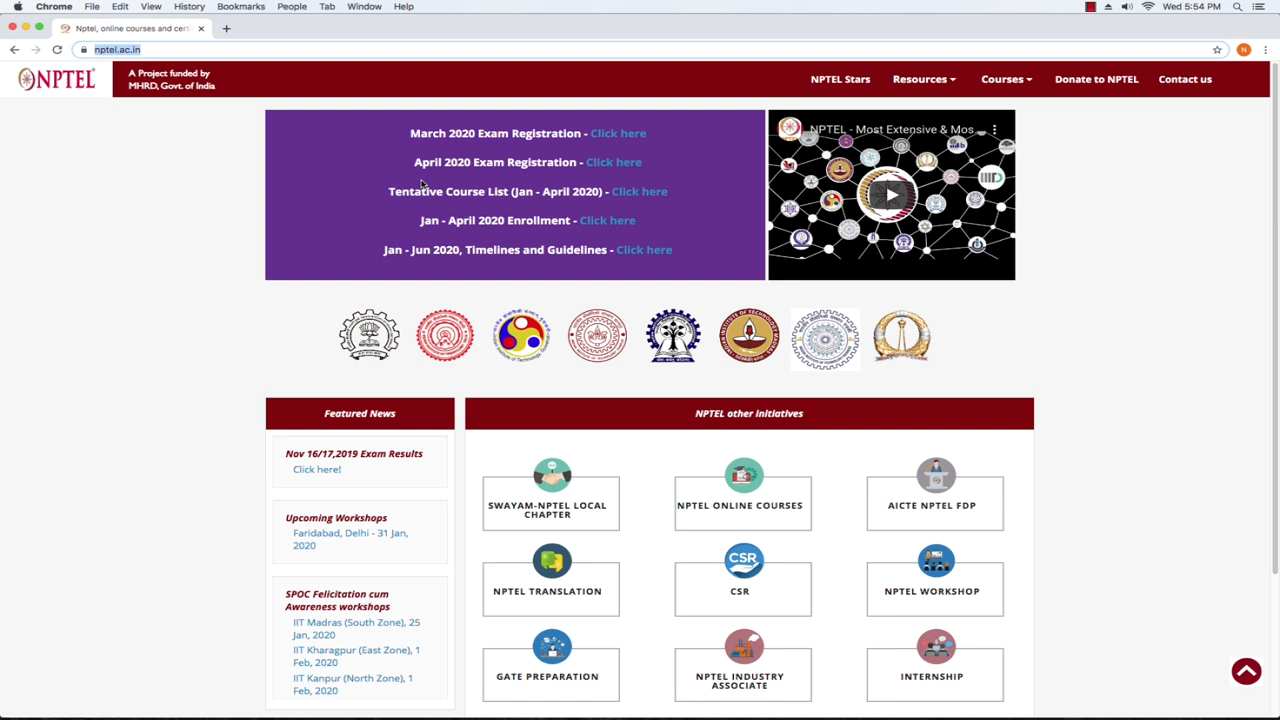 Chrome File Edit View History Bookmarks People Tab Window Help Wed 5:54 PM
Nptel, online courses and cert
nptel.ac.in
N
NPTEL
A Project funded by
MHRD, Govt. of India
NPTEL Stars Resources Courses Donate to NPTEL Contact us
March 2020 Exam Registration - Click here
April 2020 Exam Registration - Click here
Tentative Course List (Jan - April 2020) - Click here
Jan - April 2020 Enrollment - Click here
Jan - Jun 2020, Timelines and Guidelines - Click here
NPTEL - Most Extensive & Mos...
Featured News
Nov 16/17,2019 Exam Results
Click here!
Upcoming Workshops
Faridabad, Delhi - 31 Jan,
2020
SPOC Felicitation cum
Awareness workshops
IIT Madras (South Zone), 25
Jan, 2020
IIT Kharagpur (East Zone), 1
Feb, 2020
IIT Kanpur (North Zone), 1
Feb, 2020
NPTEL other initiatives
SWAYAM-NPTEL LOCAL
CHAPTER
NPTEL ONLINE COURSES
AICTE NPTEL FDP
NPTEL TRANSLATION
CSR
CSR
NPTEL WORKSHOP
GATE PREPARATION
NPTEL INDUSTRY
ASSOCIATE
INTERNSHIP